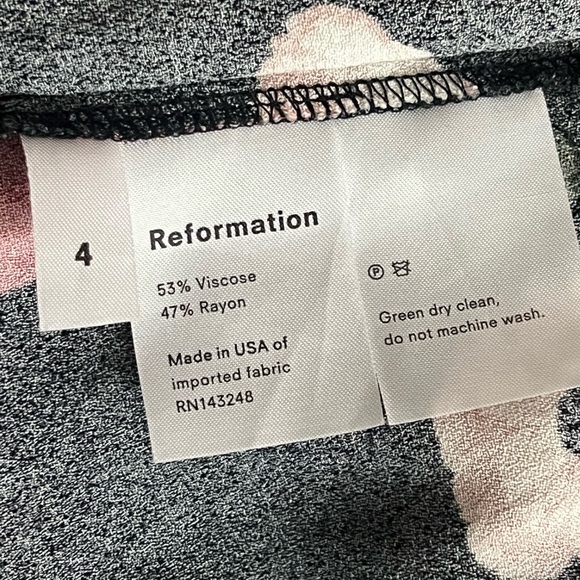 4
Reformation
53% Viscose
47% Rayon
Made in USA of
imported fabric
RN143248
P
Green dry clean,
do not machine wash.